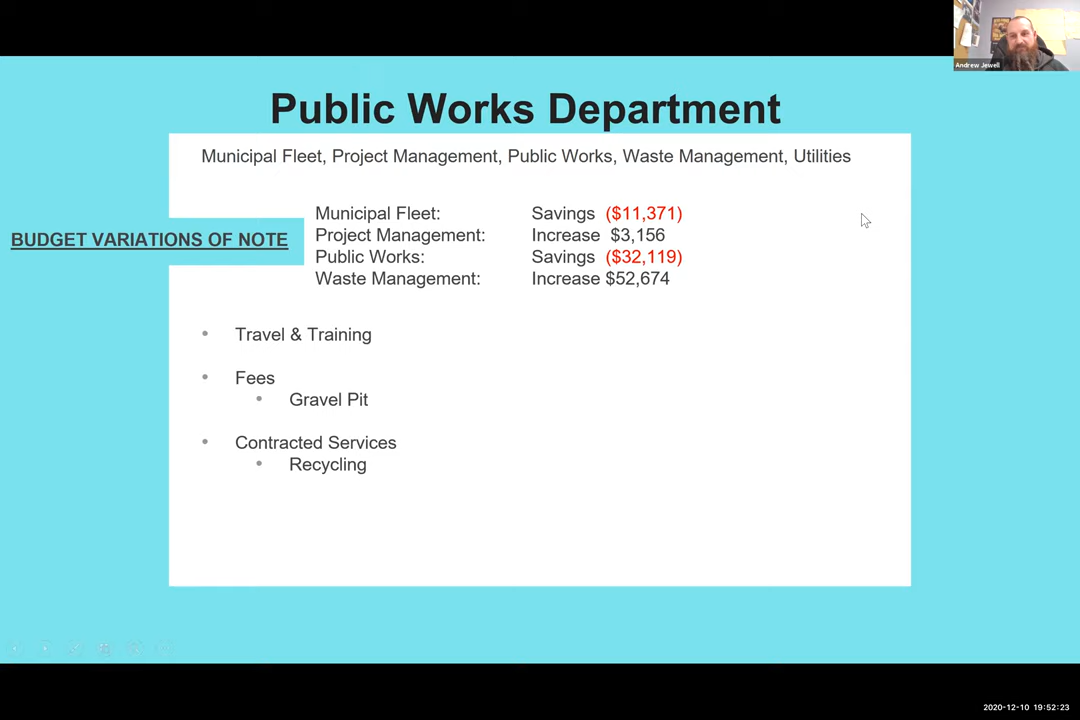 Andrew Jewell
Public Works Department
Municipal Fleet, Project Management, Public Works, Waste Management, Utilities
BUDGET VARIATIONS OF NOTE
Municipal Fleet: Savings ($11,371)
Project Management: Increase $3,156
Public Works: Savings ($32,119)
Waste Management: Increase $52,674
• Travel & Training
• Fees
• Gravel Pit
• Contracted Services
• Recycling
2020-12-10 19:52:23